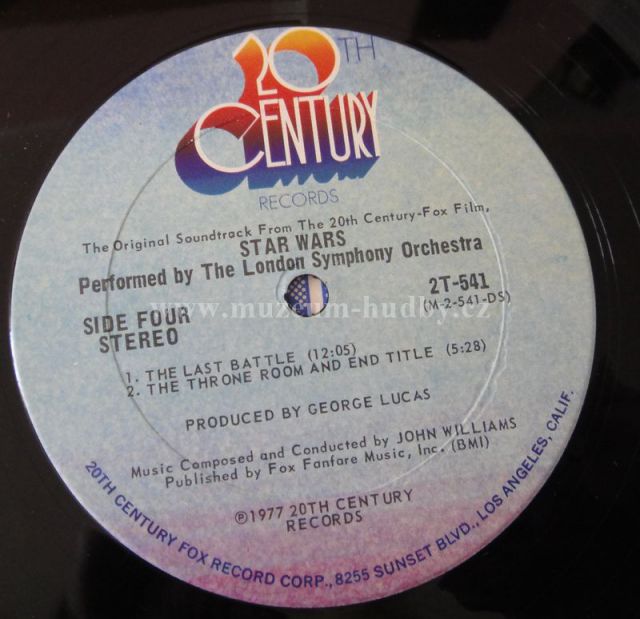 20TH
CENTURY
RECORDS
The Original Soundtrack From The 20th Century-Fox Film,
STAR WARS
Performed by The London Symphony Orchestra
2T-541
(M-2-541-DS)
www.muzeum-hudby.cz
SIDE FOUR
STEREO
1. THE LAST BATTLE (12:05)
2. THE THRONE ROOM AND END TITLE (5:28)
PRODUCED BY GEORGE LUCAS
Music Composed and Conducted by JOHN WILLIAMS
Published by Fox Fanfare Music, Inc. (BMI)
℗1977 20TH CENTURY
RECORDS
20TH CENTURY FOX RECORD CORP., 8255 SUNSET BLVD., LOS ANGELES, CALIF.